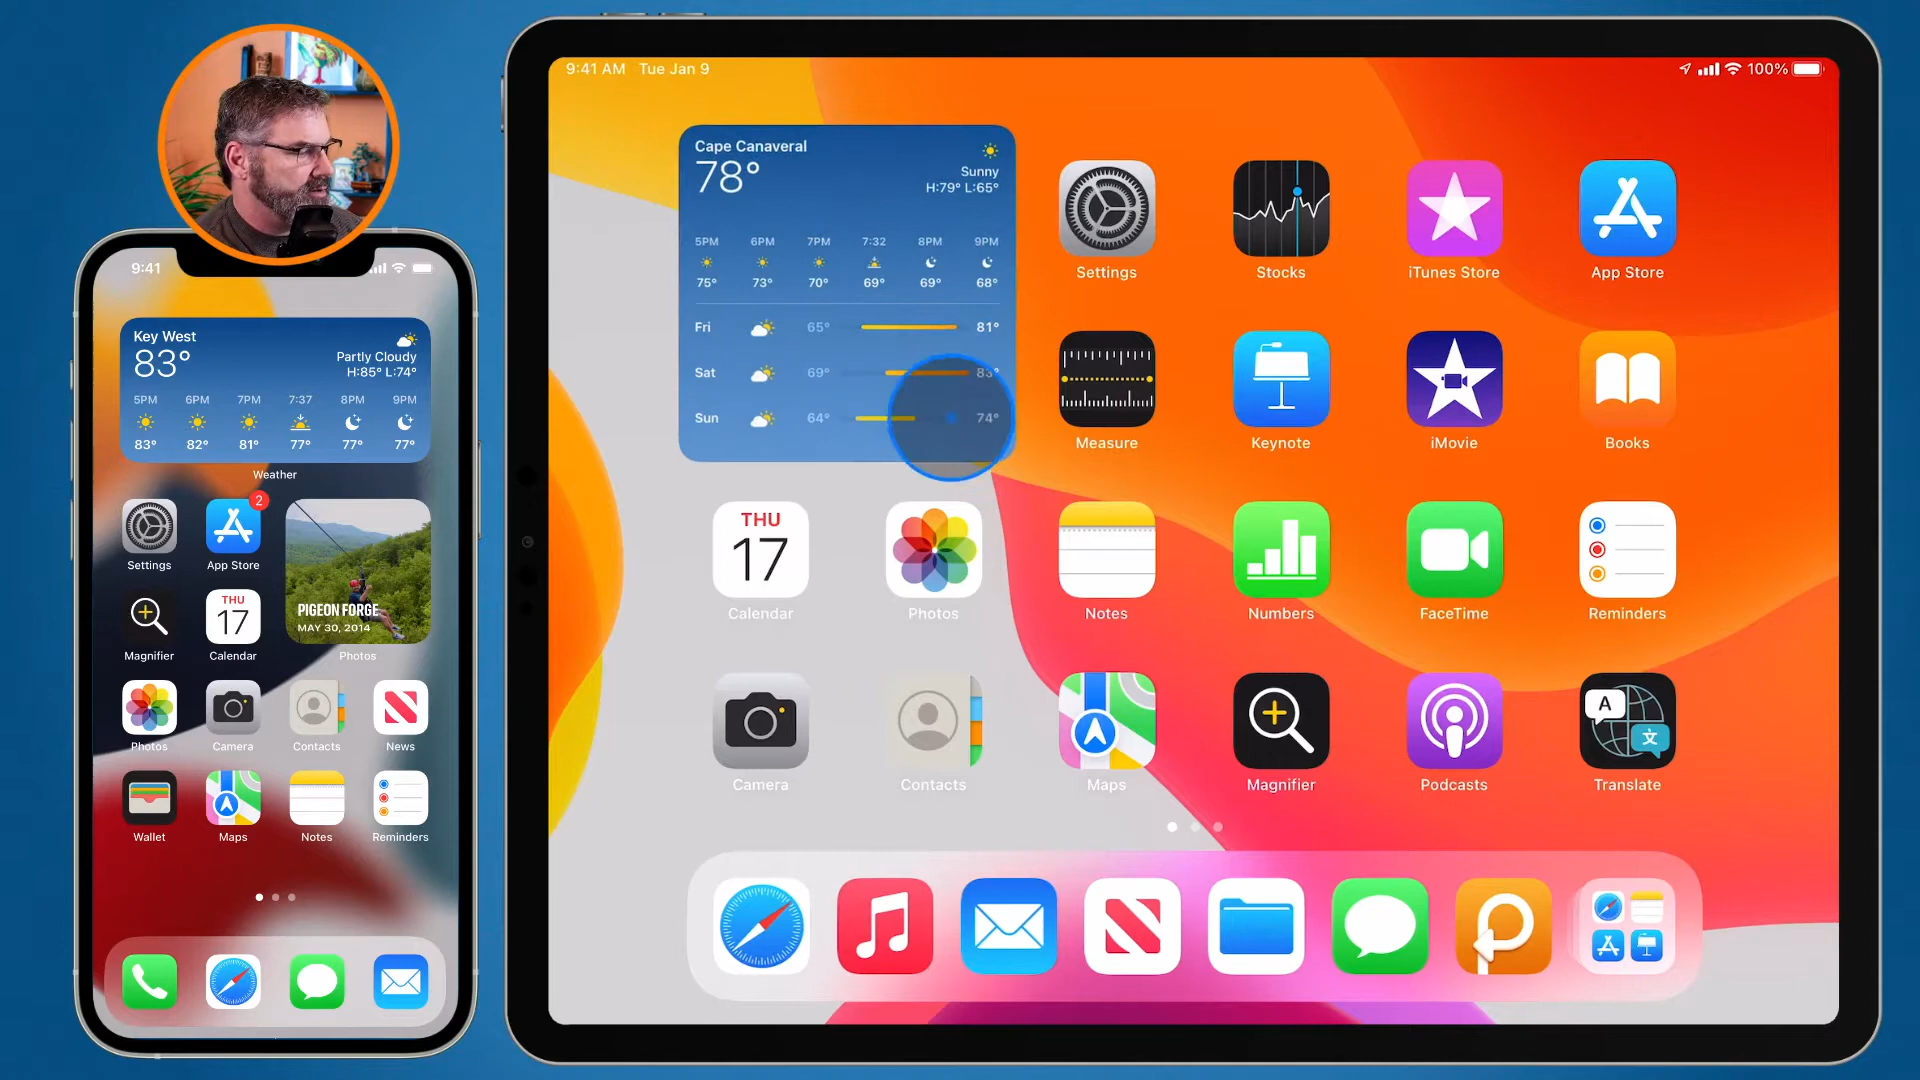 9:41
Key West
83°
Partly Cloudy
H:85° L:74°
5PM 6PM 7PM 7:37 8PM 9PM
83° 82° 81° 77° 77° 77°
Weather
2
Settings App Store
PIGEON FORGE
MAY 30, 2014
THU
17
Magnifier Calendar Photos
Photos Camera Contacts News
Wallet Maps Notes Reminders
9:41 AM Tue Jan 9
100%
Cape Canaveral
78°
Sunny
H:79° L:65°
5PM 6PM 7PM 7:32 8PM 9PM
75° 73° 70° 69° 69° 68°
Fri 65° 81°
Sat 69° 83°
Sun 64° 74°
Settings Stocks iTunes Store App Store
Measure Keynote iMovie Books
THU
17
Calendar Photos Notes Numbers FaceTime Reminders
A
文
Camera Contacts Maps Magnifier Podcasts Translate